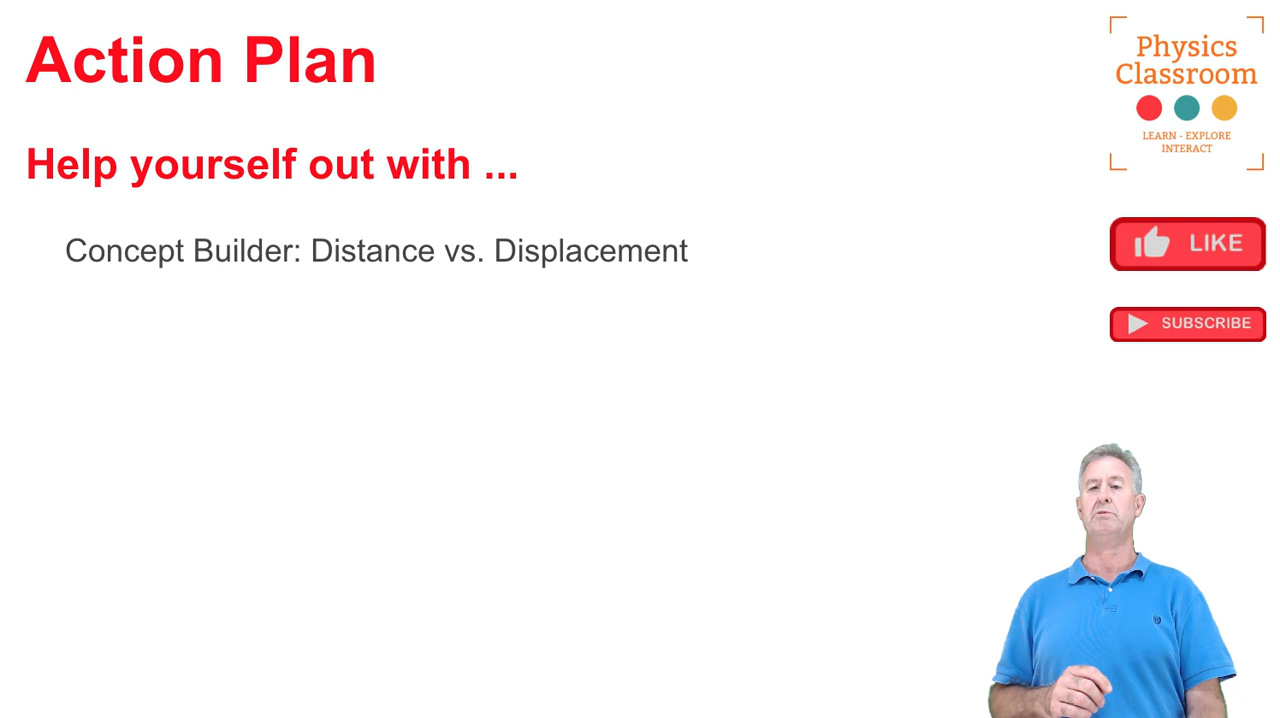 Action Plan
Help yourself out with ...
Concept Builder: Distance vs. Displacement
Physics
Classroom
LEARN - EXPLORE
INTERACT
LIKE
SUBSCRIBE